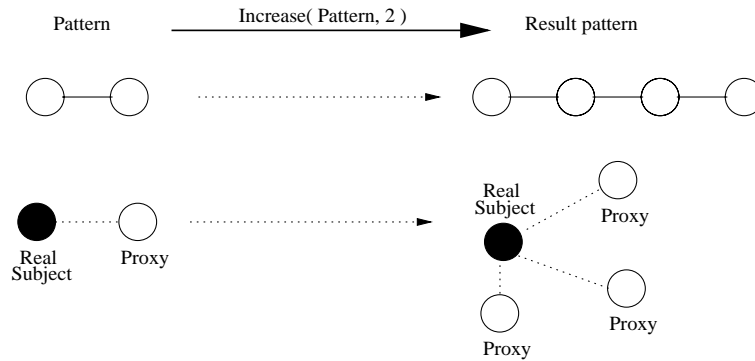 Pattern
Increase( Pattern, 2 )
Result pattern
Real
Subject
Proxy
Real
Subject
Proxy
Proxy
Proxy